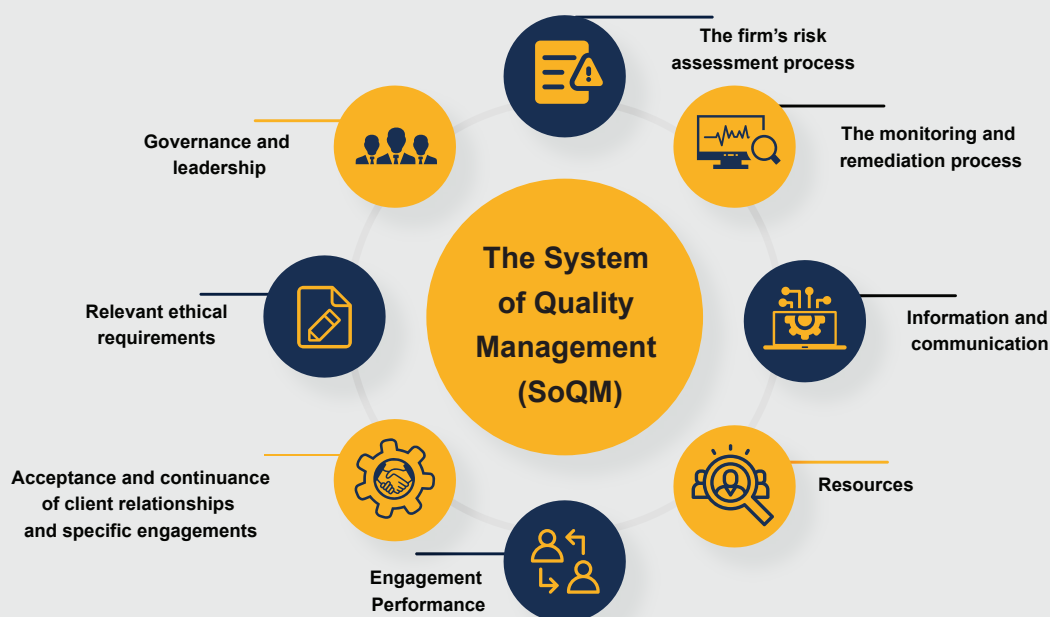 The firm's risk
assessment process
The monitoring and
remediation process
Information and
communication
Resources
Engagement
Performance
Acceptance and continuance
of client relationships
and specific engagements
Relevant ethical
requirements
Governance and
leadership
The System
of Quality
Management
(SoQM)